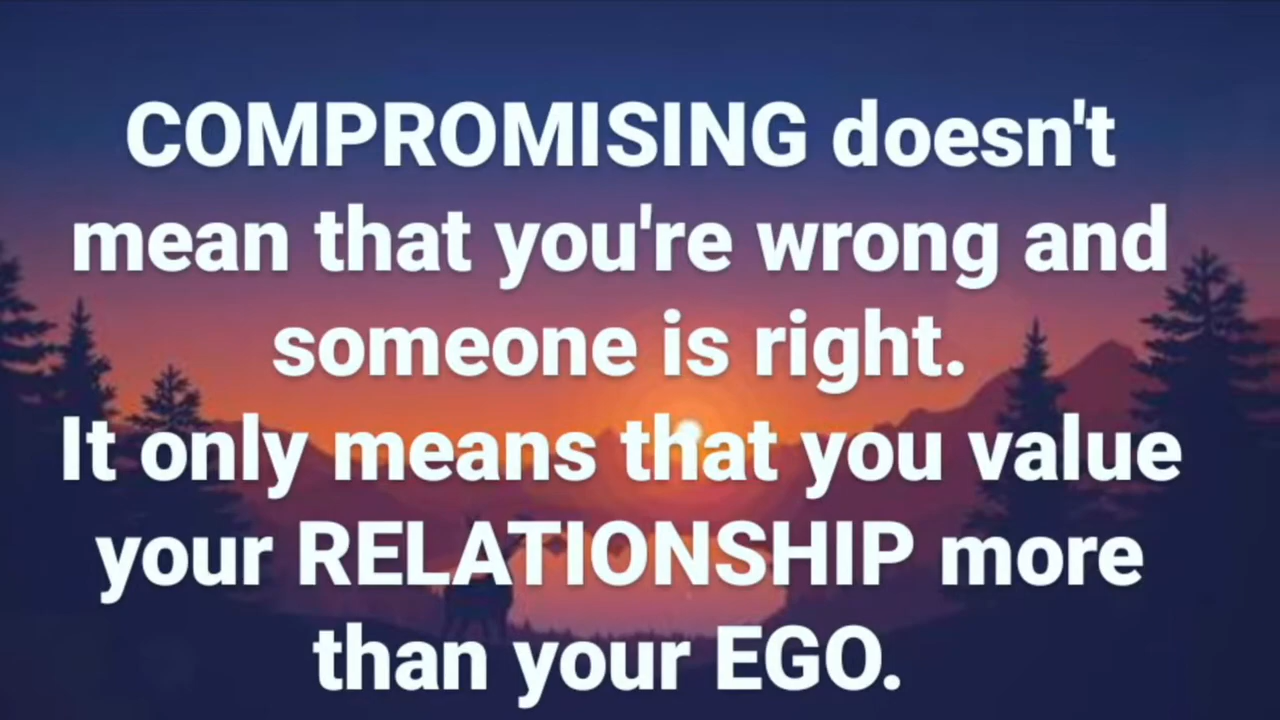 COMPROMISING doesn't
mean that you're wrong and
someone is right.
It only means that you value
your RELATIONSHIP more
than your EGO.